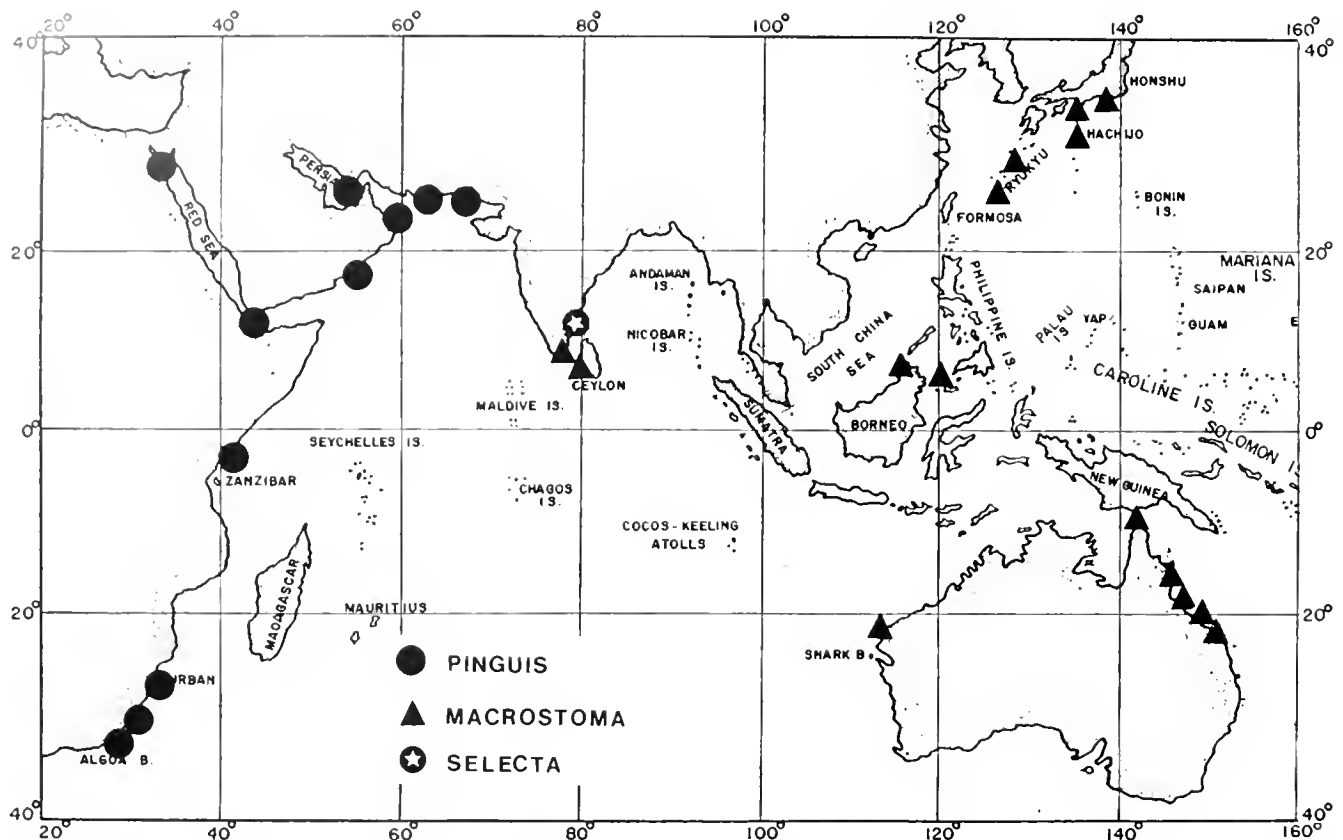 20° 40° 60° 80° 100° 120° 140° 160°
40° 40°
HONSHU
HACHIJO
PERSIA
RYUKYU
RED SEA
BONIN
IS.
FORMOSA
20° 20°
MARIANA
IS.
ANDAMAN
IS.
PHILIPPINE IS.
SAIPAN
SOUTH CHINA
SEA
PALAU
IS
YAP
GUAM
E
NICOBAR
IS.
CEYLON
CAROLINE IS.
MALDIVE IS.
SUMATRA
BORNEO
0° 0°
SOLOMON I
SEYCHELLES IS.
ZANZIBAR
CHAGOS
IS.
NEW GUINEA
COCOS-KEELING
ATOLLS
MADAGASCAR
MAURITIUS
20° 20°
SHARK B.
PINGUIS
URBAN
MACROSTOMA
ALGOA B.
SELECTA
40° 40°
20° 40° 60° 80° 100° 120° 140° 160°